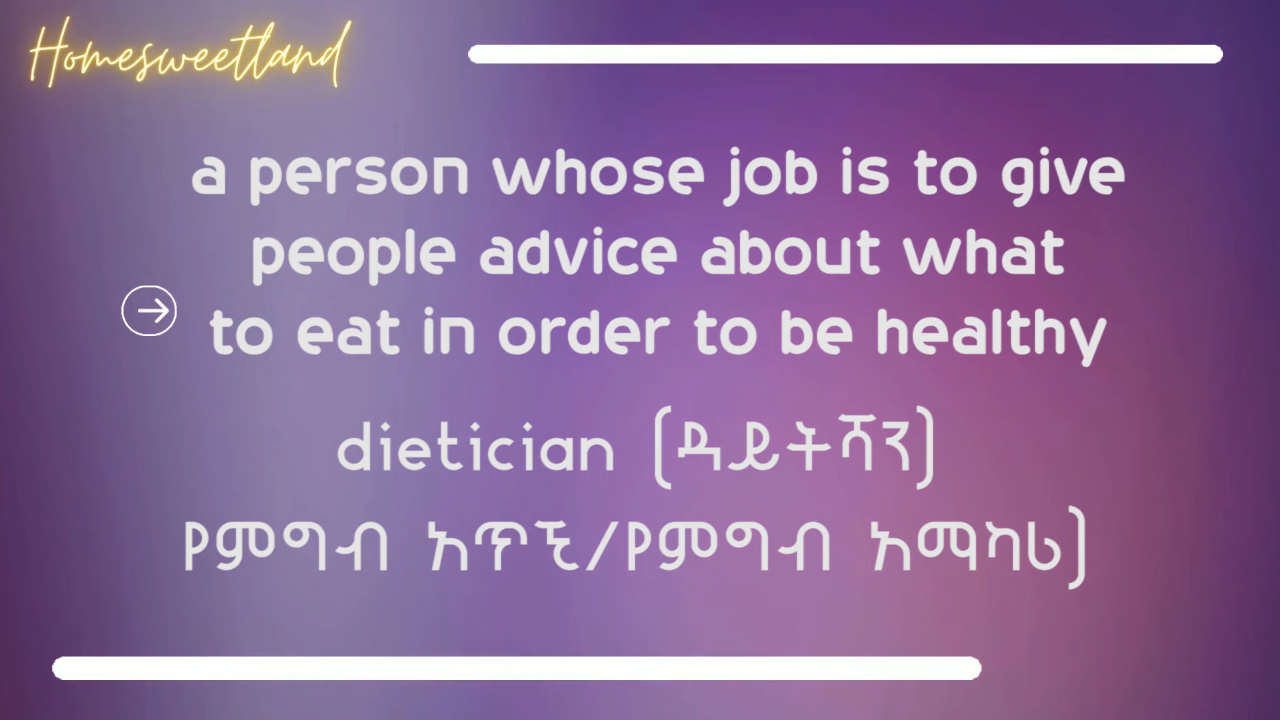 Homesweetland
a person whose job is to give
people advice about what
to eat in order to be healthy
dietician (ዳይትሻን)
የምግብ አጥኚ/የምግብ አማካሪ)